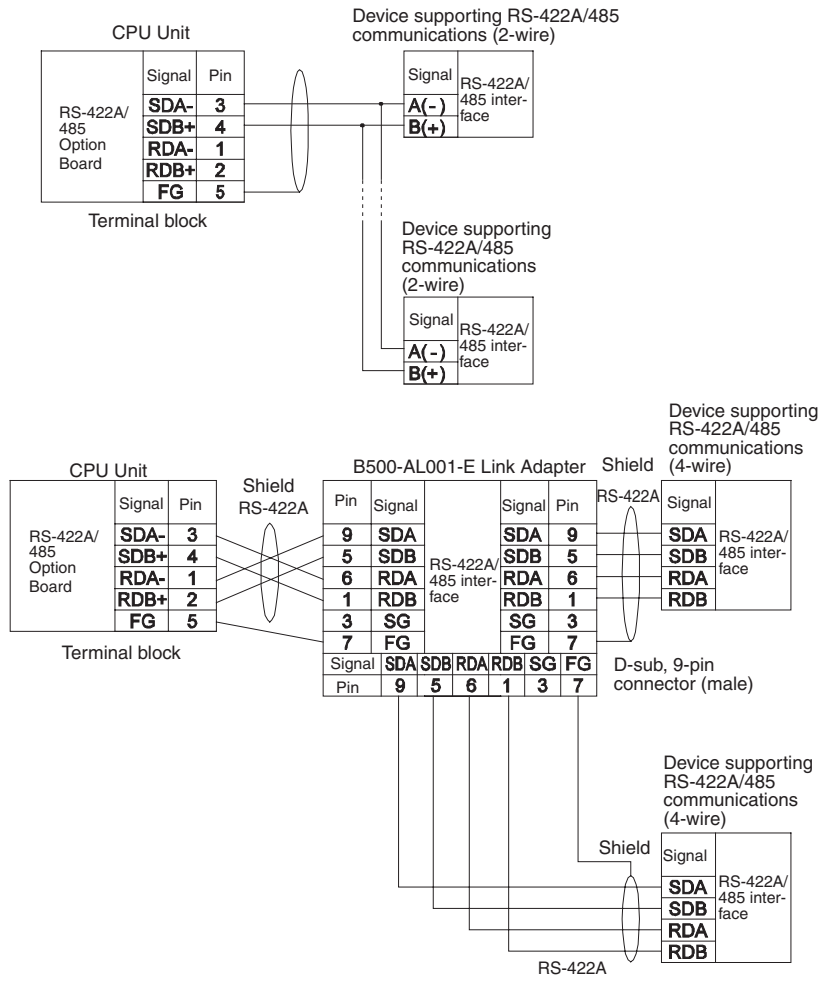 CPU Unit
Device supporting RS-422A/485
communications (2-wire)
Signal Pin
RS-422A/
485
Option
Board
SDA- 3
SDB+ 4
RDA- 1
RDB+ 2
FG 5
Terminal block
Signal
A(-)
B(+)
RS-422A/
485 inter-
face
Device supporting
RS-422A/485
communications
(2-wire)
Signal
A(-)
B(+)
RS-422A/
485 inter-
face
CPU Unit
Signal Pin
RS-422A/
485
Option
Board
SDA- 3
SDB+ 4
RDA- 1
RDB+ 2
FG 5
Terminal block
Shield
RS-422A
B500-AL001-E Link Adapter
Pin Signal
9 SDA
5 SDB
6 RDA
1 RDB
3 SG
7 FG
RS-422A/
485 inter-
face
Signal Pin
SDA 9
SDB 5
RDA 6
RDB 1
SG 3
FG 7
Signal SDA SDB RDA RDB SG FG
Pin 9 5 6 1 3 7
Shield
RS-422A
Device supporting
RS-422A/485
communications
(4-wire)
Signal
SDA
SDB
RDA
RDB
RS-422A/
485 inter-
face
D-sub, 9-pin
connector (male)
Device supporting
RS-422A/485
communications
(4-wire)
Shield
Signal
SDA
SDB
RDA
RDB
RS-422A/
485 inter-
face
RS-422A